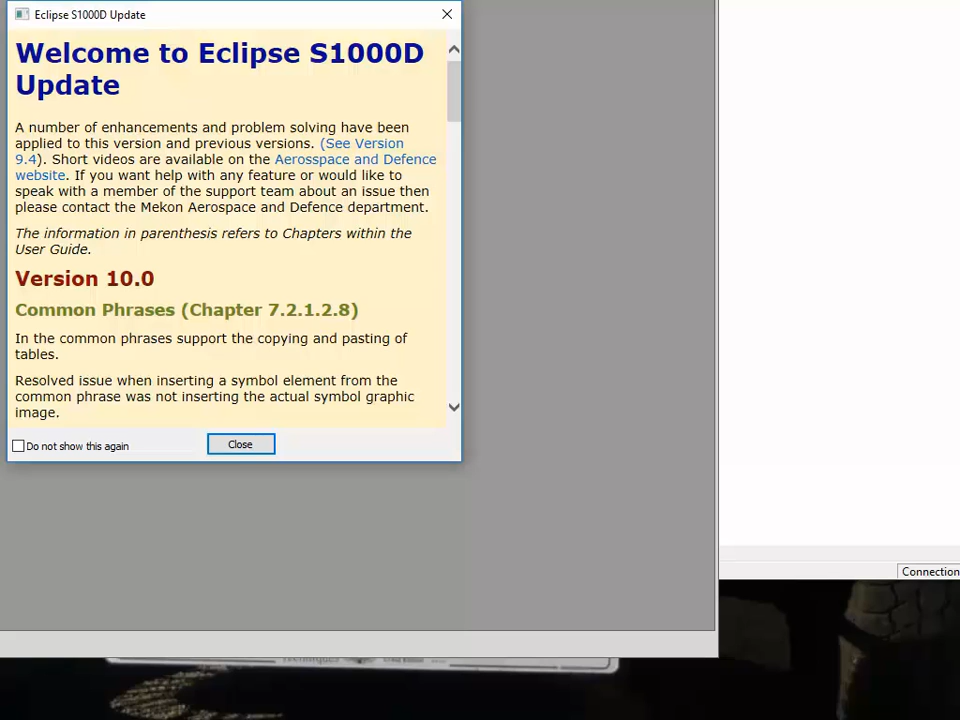 Eclipse S1000D Update
Welcome to Eclipse S1000D
Update
A number of enhancements and problem solving have been
applied to this version and previous versions. (See Version
9.4). Short videos are available on the Aerosspace and Defence
website. If you want help with any feature or would like to
speak with a member of the support team about an issue then
please contact the Mekon Aerospace and Defence department.
The information in parenthesis refers to Chapters within the
User Guide.
Version 10.0
Common Phrases (Chapter 7.2.1.2.8)
In the common phrases support the copying and pasting of
tables.
Resolved issue when inserting a symbol element from the
common phrase was not inserting the actual symbol graphic
image.
Do not show this again
Close
Connection